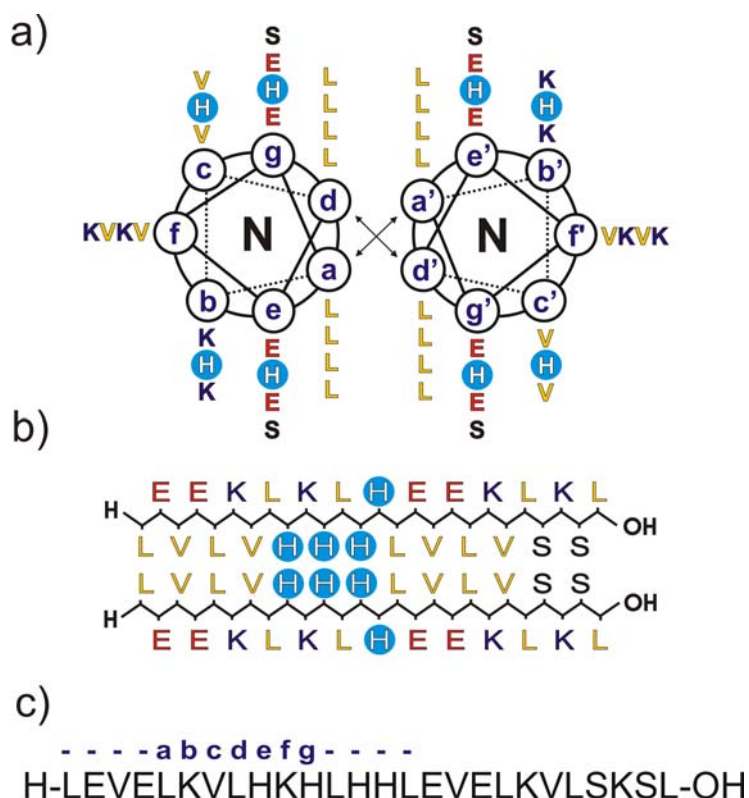 a)
S S
V E L L E K
H H L L H H
V E L L E K
L L
c g d a' e' b'
KVKV f N N f' VKVK
b e a d' g' c'
K E L L E V
H H L L H H
K E L L E V
S L L S
b)
E E K L K L H E E K L K L
H OH
L V L V H H H L V L V S S
L V L V H H H L V L V S S
H OH
E E K L K L H E E K L K L
c)
- - - - a b c d e f g - - - -
H-LEVELKVLHKHLHHLEVELKVLSKSL-OH